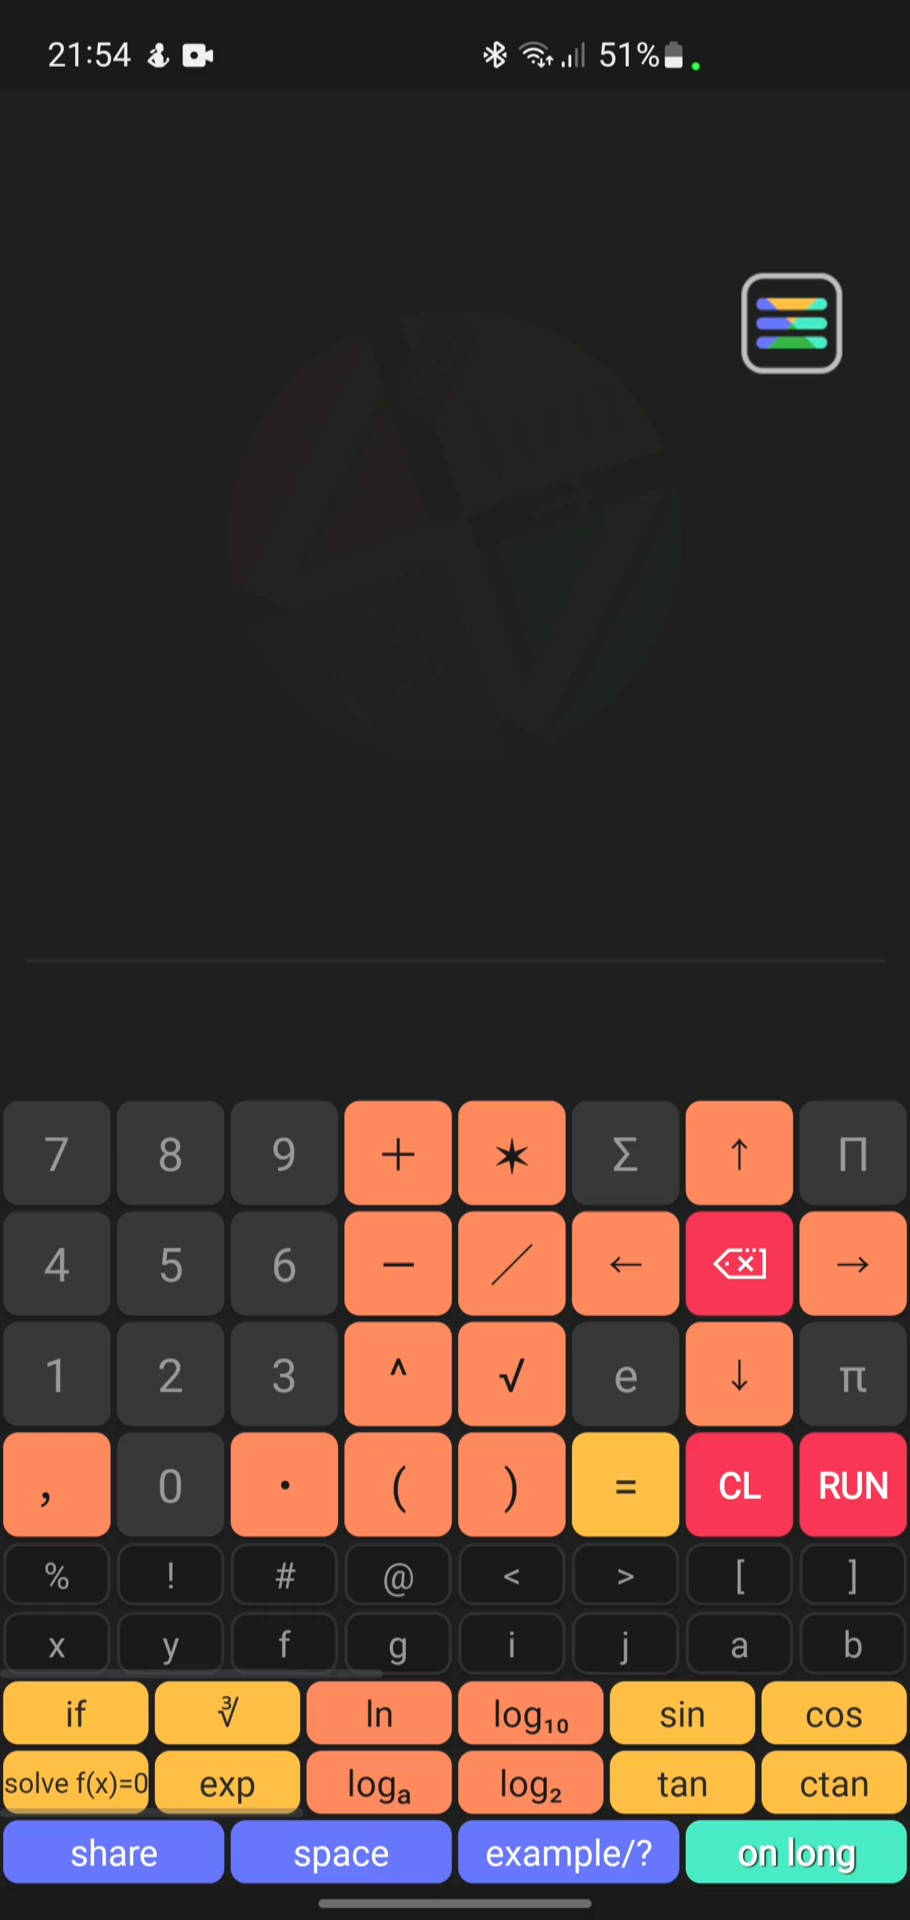 21:54 51%
√x
7 8 9 + * Σ ↑ Π
4 5 6 − / ← →
1 2 3 ^ √ e ↓ π
, 0 . ( ) = CL RUN
% ! # @ < > [ ]
x y f g i j a b
if ∛ ln log₁₀ sin cos
solve f(x)=0 exp logₐ log₂ tan ctan
share space example/? on long